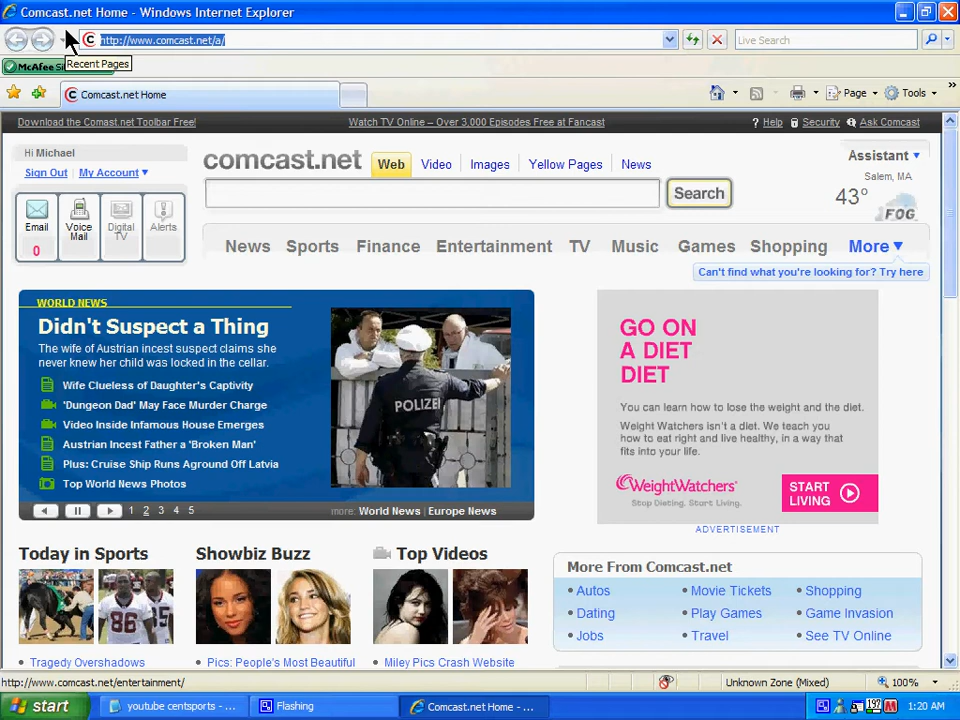 Comcast.net Home - Windows Internet Explorer
http://www.comcast.net/a/
Live Search
Recent Pages
McAfee
Comcast.net Home
Page
Tools
Download the Comcast.net Toolbar Free!
Watch TV Online – Over 3,000 Episodes Free at Fancast
? Help
Security
Ask Comcast
Hi Michael
Sign Out
My Account
Email
0
Voice Mail
Digital TV
Alerts
comcast.net
Web
Video
Images
Yellow Pages
News
Search
Assistant
Salem, MA
43°
FOG
News
Sports
Finance
Entertainment
TV
Music
Games
Shopping
More
Can't find what you're looking for? Try here
WORLD NEWS
Didn't Suspect a Thing
The wife of Austrian incest suspect claims she
never knew her child was locked in the cellar.
Wife Clueless of Daughter's Captivity
'Dungeon Dad' May Face Murder Charge
Video Inside Infamous House Emerges
Austrian Incest Father a 'Broken Man'
Plus: Cruise Ship Runs Aground Off Latvia
Top World News Photos
POLIZEI
1 2 3 4 5
more: World News | Europe News
GO ON
A DIET
DIET
You can learn how to lose the weight and the diet.
Weight Watchers isn't a diet. We teach you
how to eat right and live healthy, in a way that
fits into your life.
WeightWatchers
Stop Dieting. Start Living.
START
LIVING
ADVERTISEMENT
Today in Sports
Showbiz Buzz
Top Videos
86
• Tragedy Overshadows
• Pics: People's Most Beautiful
• Miley Pics Crash Website
More From Comcast.net
• Autos
• Movie Tickets
• Shopping
• Dating
• Play Games
• Game Invasion
• Jobs
• Travel
• See TV Online
http://www.comcast.net/entertainment/
Unknown Zone (Mixed)
100%
start
youtube centsports - ...
Flashing
Comcast.net Home - ...
197
1:20 AM